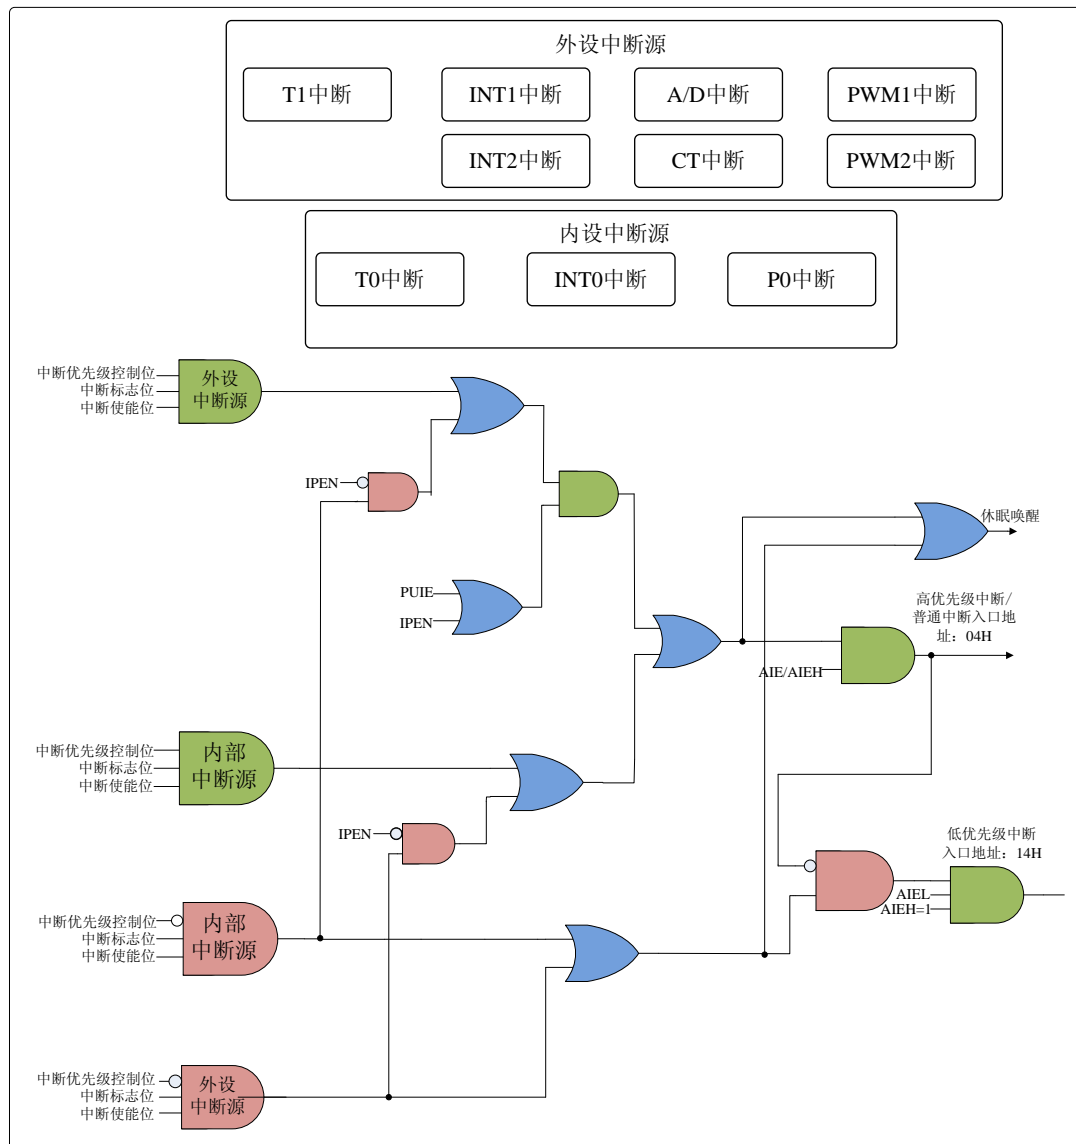 外设中断源
T1中断
INT1中断
A/D中断
PWM1中断
INT2中断
CT中断
PWM2中断
内设中断源
T0中断
INT0中断
P0中断
中断优先级控制位
中断标志位
中断使能位
外设
中断源
IPEN
PUIE
IPEN
休眠唤醒
高优先级中断/
普通中断入口地
址：04H
AIE/AIEH
中断优先级控制位
中断标志位
中断使能位
内部
中断源
IPEN
低优先级中断
入口地址：14H
AIEL
AIEH=1
中断优先级控制位
中断标志位
中断使能位
内部
中断源
中断优先级控制位
中断标志位
中断使能位
外设
中断源